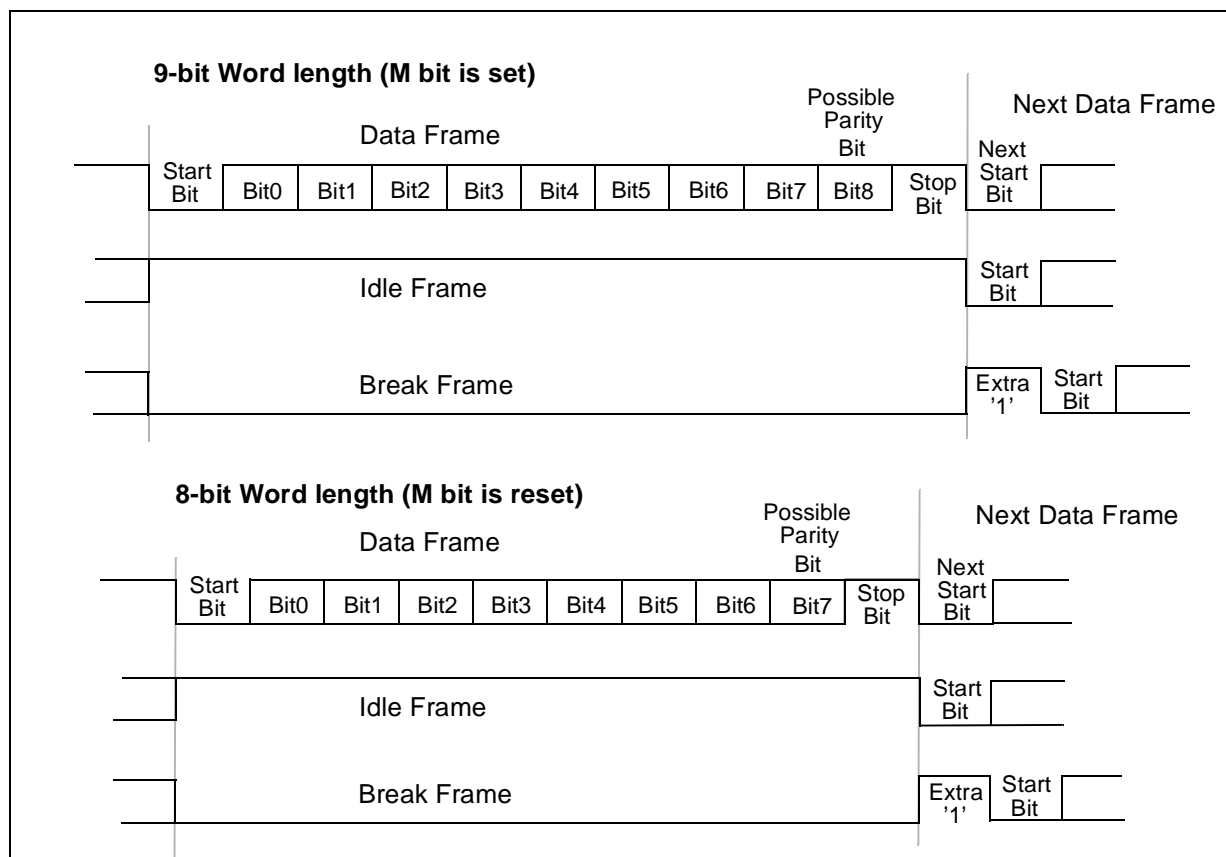 9-bit Word length (M bit is set)
Possible
Parity
Bit
Next Data Frame
Data Frame
Start
Bit
Bit0
Bit1
Bit2
Bit3
Bit4
Bit5
Bit6
Bit7
Bit8
Stop
Bit
Next
Start
Bit
Idle Frame
Start
Bit
Break Frame
Extra
'1'
Start
Bit
8-bit Word length (M bit is reset)
Possible
Parity
Bit
Next Data Frame
Data Frame
Start
Bit
Bit0
Bit1
Bit2
Bit3
Bit4
Bit5
Bit6
Bit7
Stop
Bit
Next
Start
Bit
Idle Frame
Start
Bit
Break Frame
Extra
'1'
Start
Bit